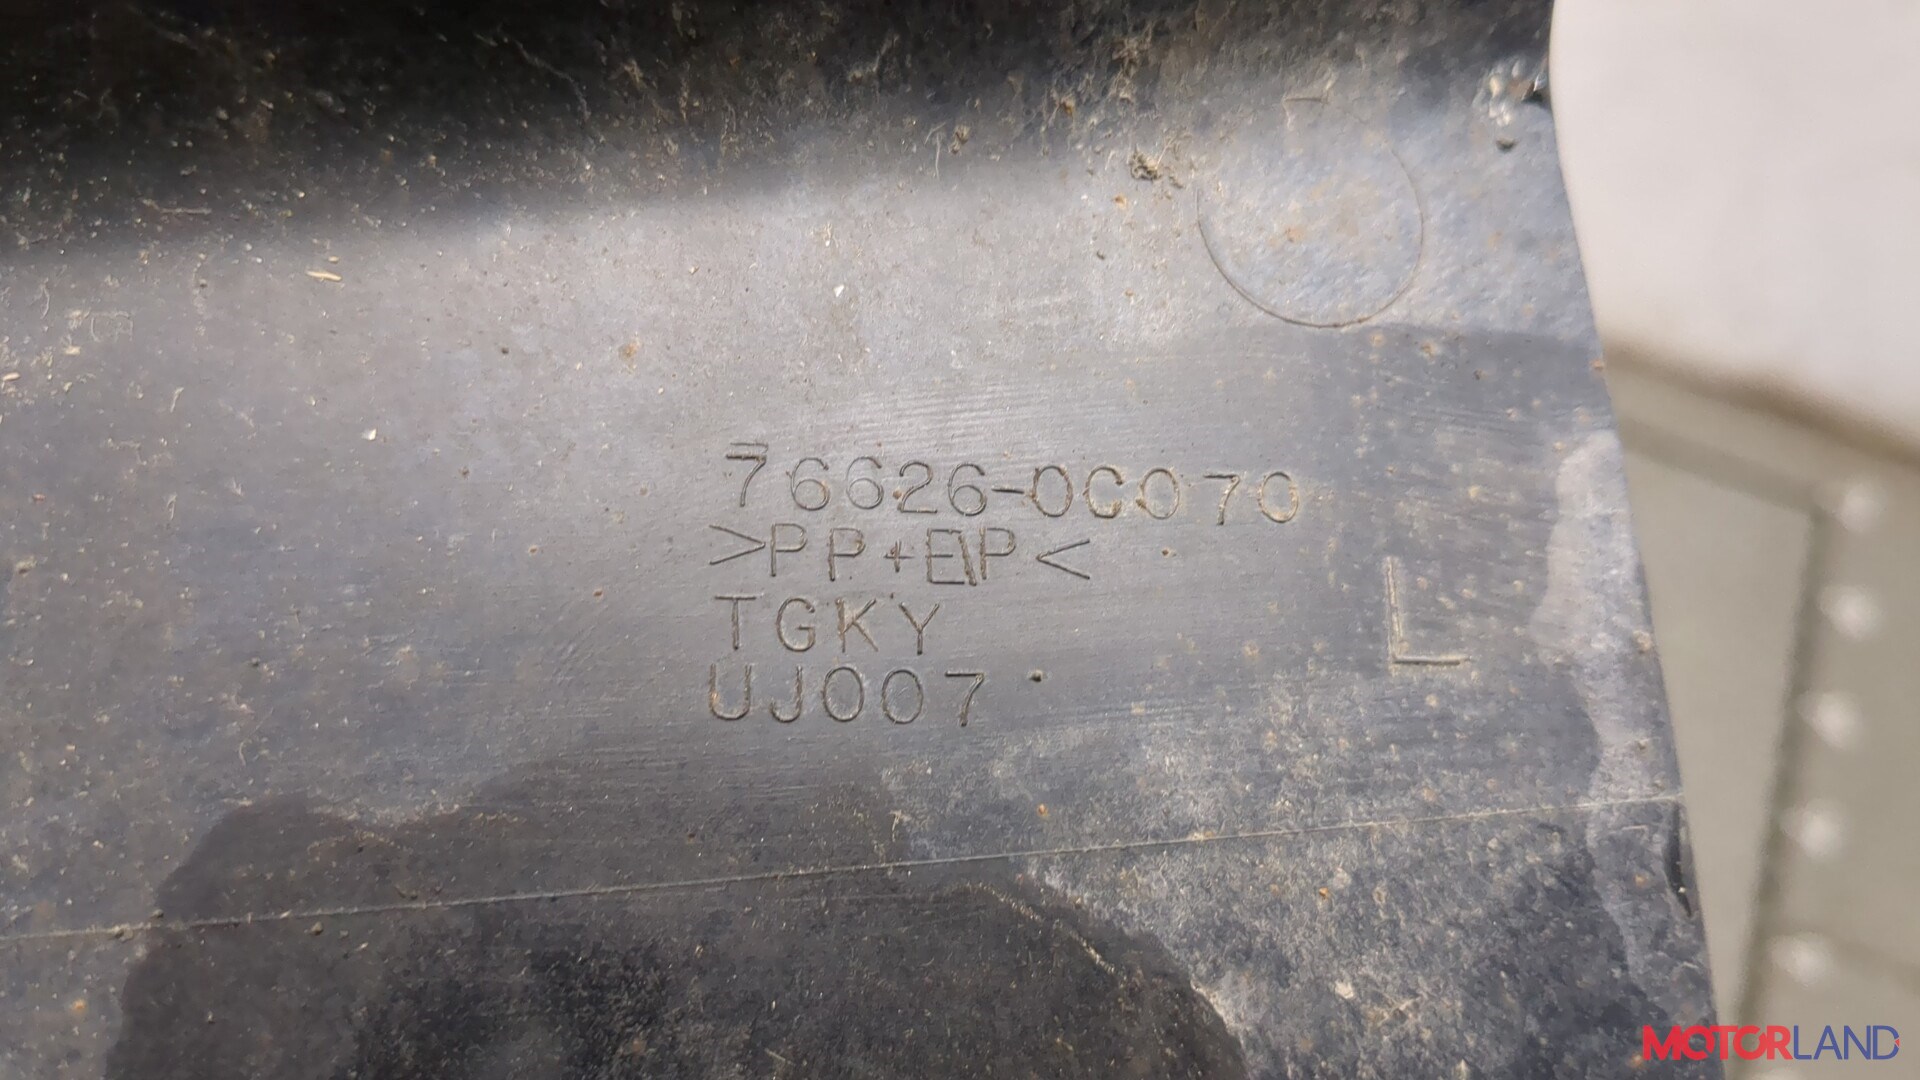 76626-0C070
>PP+E/P<
TGKY
UJ007
L
MOTORLAND